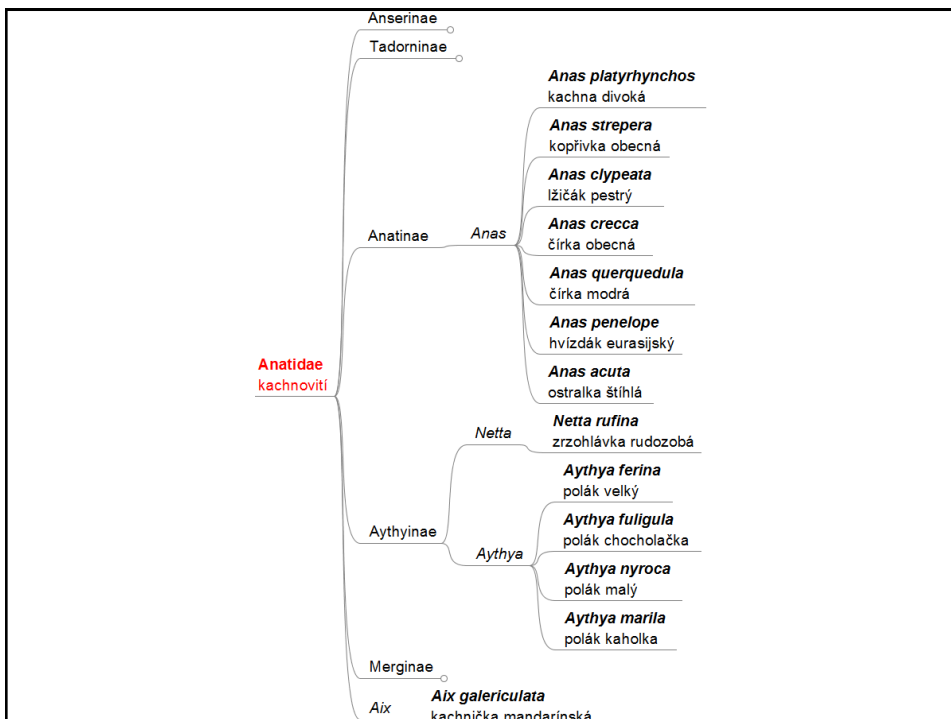 Anserinae
Tadorninae
Anas platyrhynchos
kachna divoká
Anas strepera
kopřivka obecná
Anas clypeata
lžičák pestrý
Anatinae
Anas
Anas crecca
čírka obecná
Anas querquedula
čírka modrá
Anas penelope
hvízdák eurasijský
Anatidae
kachnovití
Anas acuta
ostralka štíhlá
Netta
Netta rufina
zrzohlávka rudozobá
Aythya ferina
polák velký
Aythyinae
Aythya
Aythya fuligula
polák chocholačka
Aythya nyroca
polák malý
Aythya marila
polák kaholka
Merginae
Aix
Aix galericulata
kachnička mandarínská